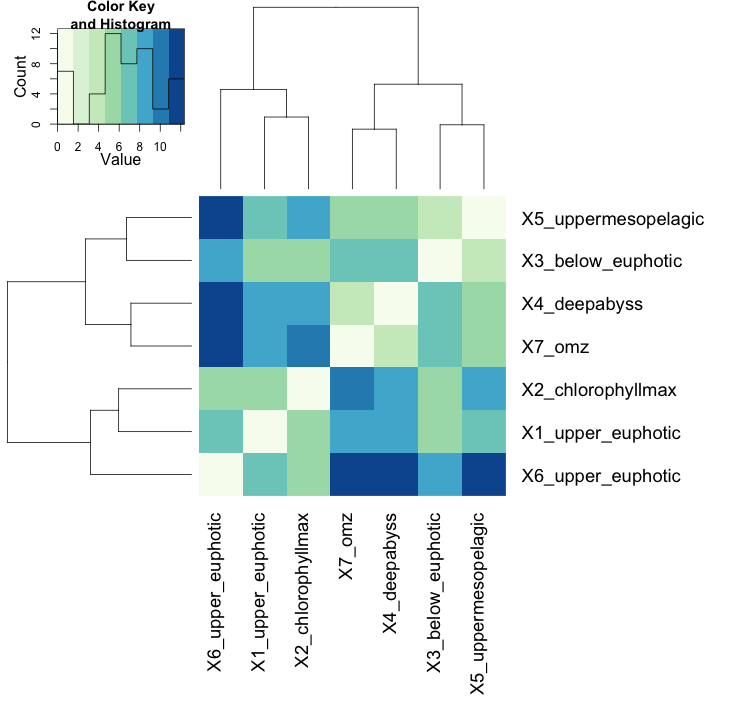 Color Key
and Histogram
Count
0 4 8 12
0 2 4 6 8 10
Value
X5_uppermesopelagic
X3_below_euphotic
X4_deepabyss
X7_omz
X2_chlorophyllmax
X1_upper_euphotic
X6_upper_euphotic
X6_upper_euphotic
X1_upper_euphotic
X2_chlorophyllmax
X7_omz
X4_deepabyss
X3_below_euphotic
X5_uppermesopelagic